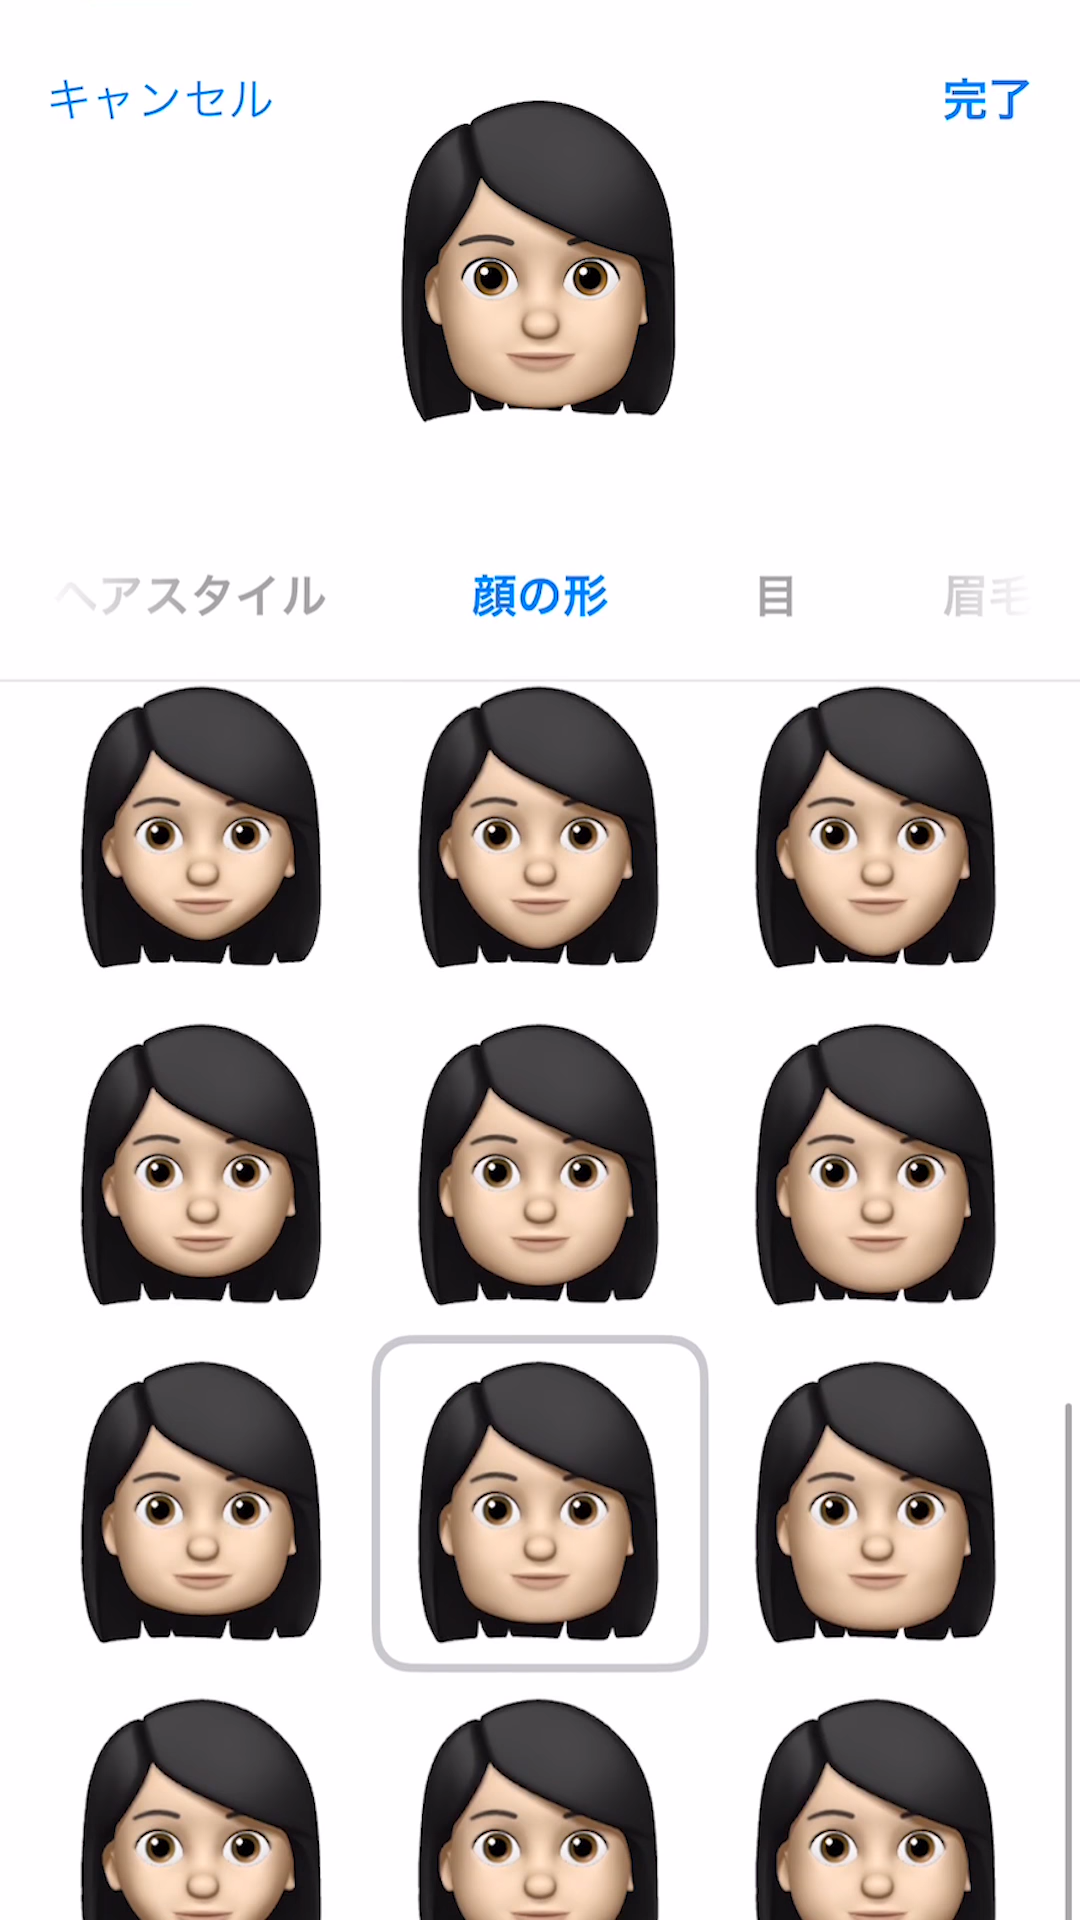 キャンセル
完了
ヘアスタイル
顔の形
目
眉毛